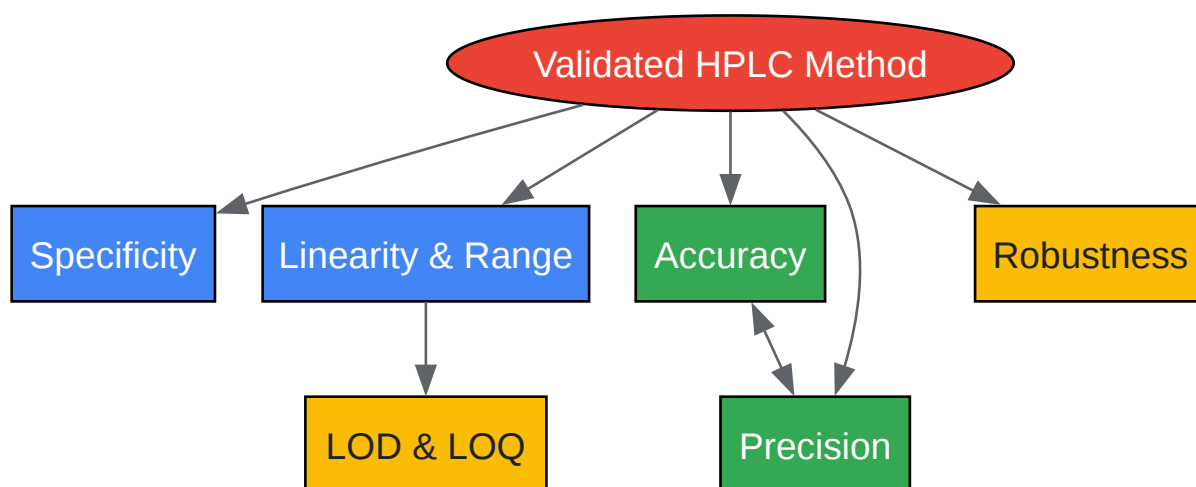 Validated HPLC Method
Specificity
Linearity & Range
Accuracy
Robustness
LOD & LOQ
Precision